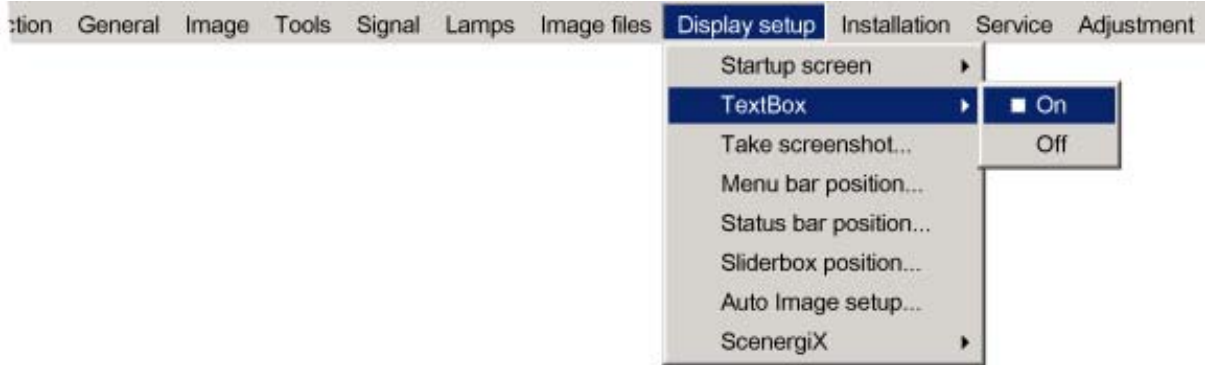 ction General Image Tools Signal Lamps Image files Display setup Installation Service Adjustment
Startup screen
TextBox
On
Take screenshot...
Off
Menu bar position...
Status bar position...
Sliderbox position...
Auto Image setup...
ScenergiX